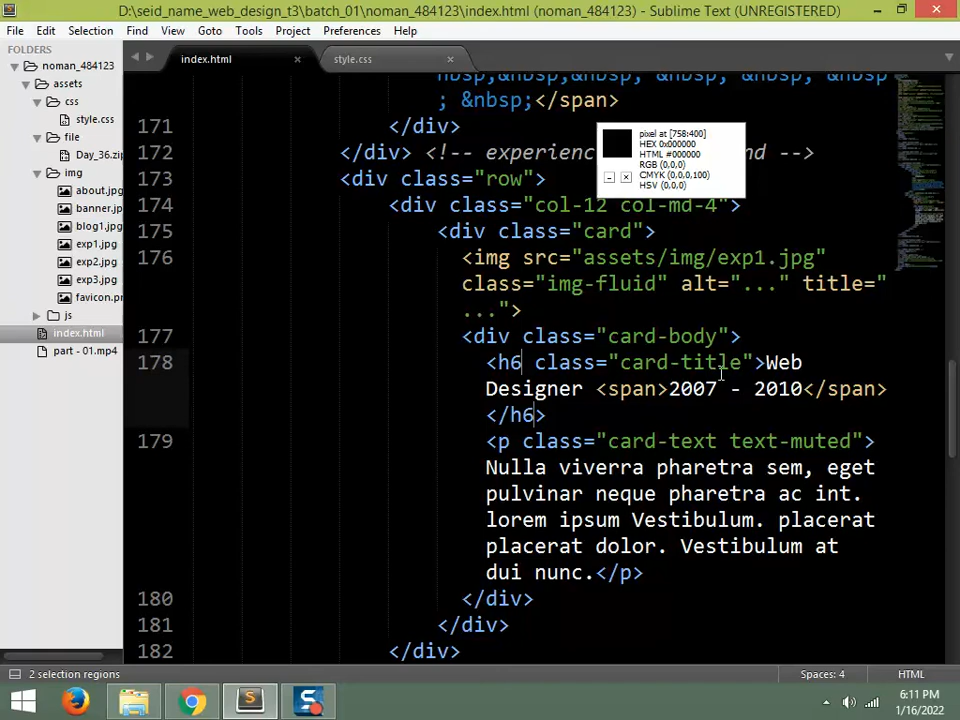 D:\seid_name_web_design_t3\batch_01\noman_484123\index.html (noman_484123) - Sublime Text (UNREGISTERED)
File Edit Selection Find View Goto Tools Project Preferences Help
FOLDERS
noman_484123
assets
css
style.css
file
Day_36.zip
img
about.jpg
banner.jp
blog1.jpg
exp1.jpg
exp2.jpg
exp3.jpg
favicon.pr
js
index.html
part - 01.mp4
index.html
style.css
nbsp;&nbsp;&nbsp; &nbsp; &nbsp; &nbsp
; &nbsp;</span>
171 </div>
172 </div> <!-- experienc nd -->
173 <div class="row">
174 <div class="col-12 col-md-4">
175 <div class="card">
176 <img src="assets/img/exp1.jpg"
class="img-fluid" alt="..." title="
...">
177 <div class="card-body">
178 <h6 class="card-title">Web
Designer <span>2007 - 2010</span>
</h6>
179 <p class="card-text text-muted">
Nulla viverra pharetra sem, eget
pulvinar neque pharetra ac int.
lorem ipsum Vestibulum. placerat
placerat dolor. Vestibulum at
dui nunc.</p>
180 </div>
181 </div>
182 </div>
pixel at [758:400]
HEX 0x000000
HTML #000000
RGB (0,0,0)
CMYK (0,0,0,100)
HSV (0,0,0)
2 selection regions
Spaces: 4
HTML
6:11 PM
1/16/2022